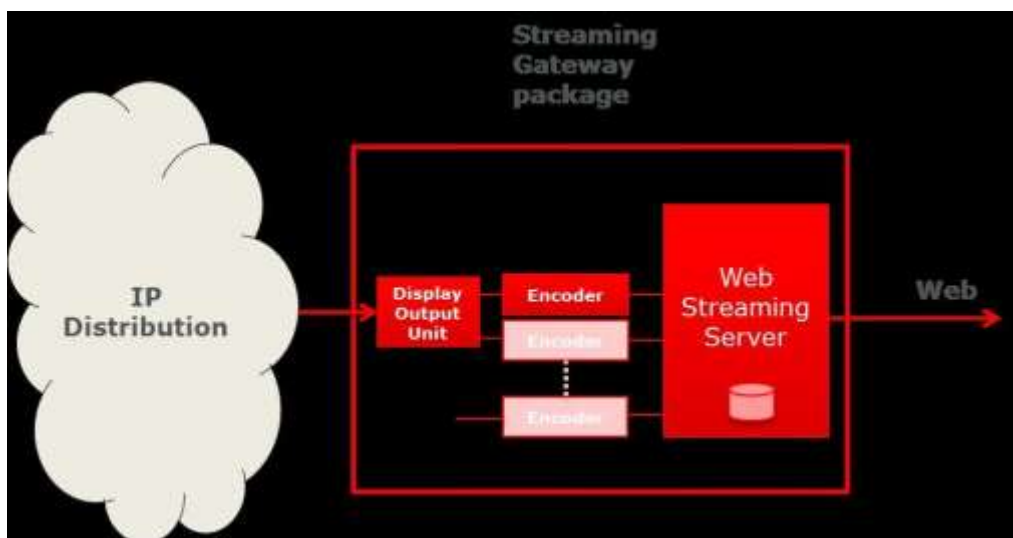 Streaming
Gateway
package
IP
Distribution
Display
Output
Unit
Encoder
Encoder
Encoder
Web
Streaming
Server
Web